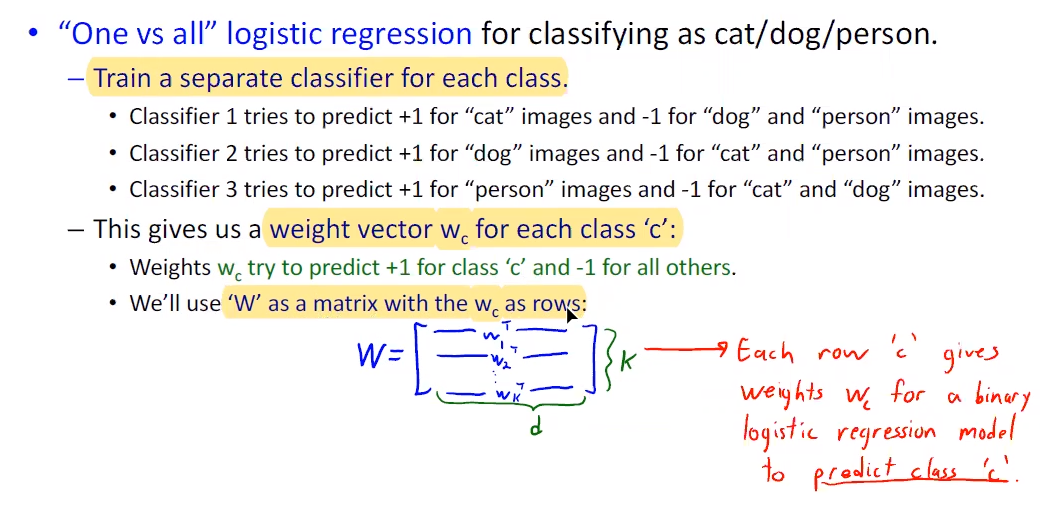 • “One vs all” logistic regression for classifying as cat/dog/person.
– Train a separate classifier for each class.
• Classifier 1 tries to predict +1 for “cat” images and -1 for “dog” and “person” images.
• Classifier 2 tries to predict +1 for “dog” images and -1 for “cat” and “person” images.
• Classifier 3 tries to predict +1 for “person” images and -1 for “cat” and “dog” images.
– This gives us a weight vector w_c for each class ‘c’:
• Weights w_c try to predict +1 for class ‘c’ and -1 for all others.
• We’ll use ‘W’ as a matrix with the w_c as rows:
W = [
w_1^T
w_2^T
⋮
w_k^T
] } k
d
Each row 'c' gives
weights w_c for a binary
logistic regression model
to predict class 'c'.